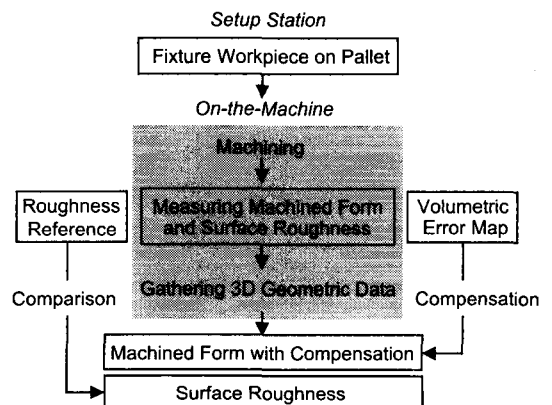 Setup Station
Fixture Workpiece on Pallet
On-the-Machine
Machining
Roughness
Reference
Measuring Machined Form
and Surface Roughness
Volumetric
Error Map
Comparison
Gathering 3D Geometric Data
Compensation
Machined Form with Compensation
Surface Roughness